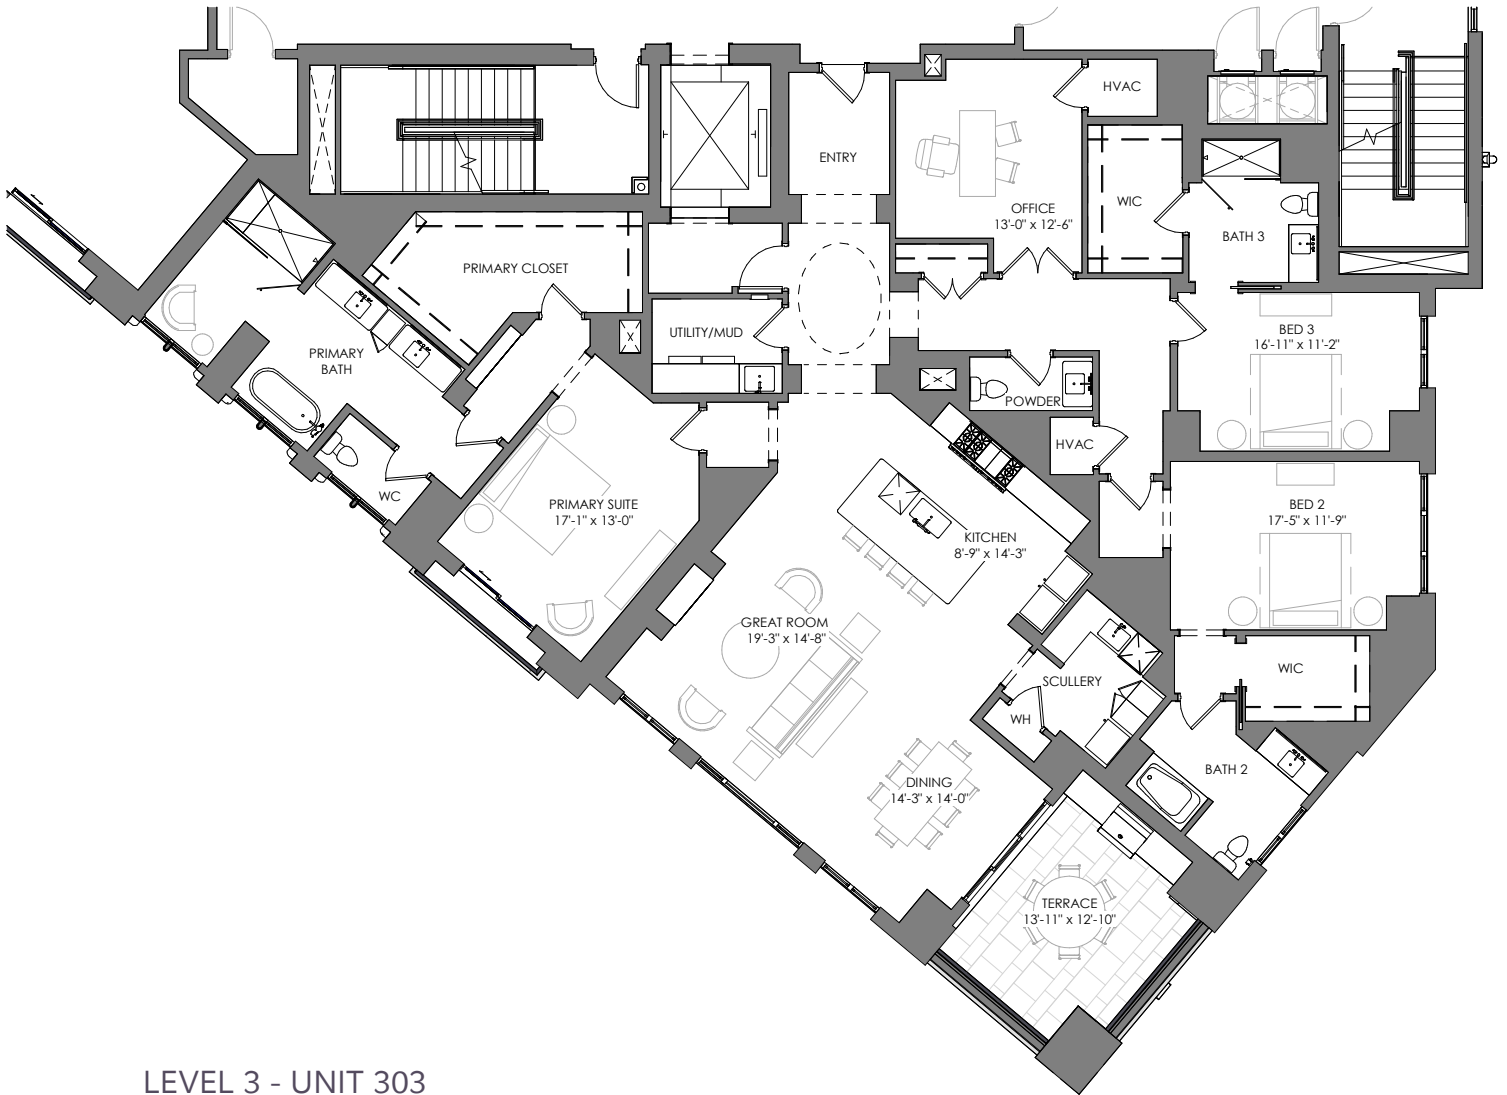 HVAC
ENTRY
WIC
OFFICE
13'-0" x 12'-6"
BATH 3
PRIMARY CLOSET
UTILITY/MUD
BED 3
16'-11" x 11'-2"
PRIMARY
BATH
POWDER
HVAC
WC
PRIMARY SUITE
17'-1" x 13'-0"
BED 2
17'-5" x 11'-9"
KITCHEN
8'-9" x 14'-3"
GREAT ROOM
19'-3" x 14'-8"
WIC
SCULLERY
WH
BATH 2
DINING
14'-3" x 14'-0"
TERRACE
13'-11" x 12'-10"
LEVEL 3 - UNIT 303